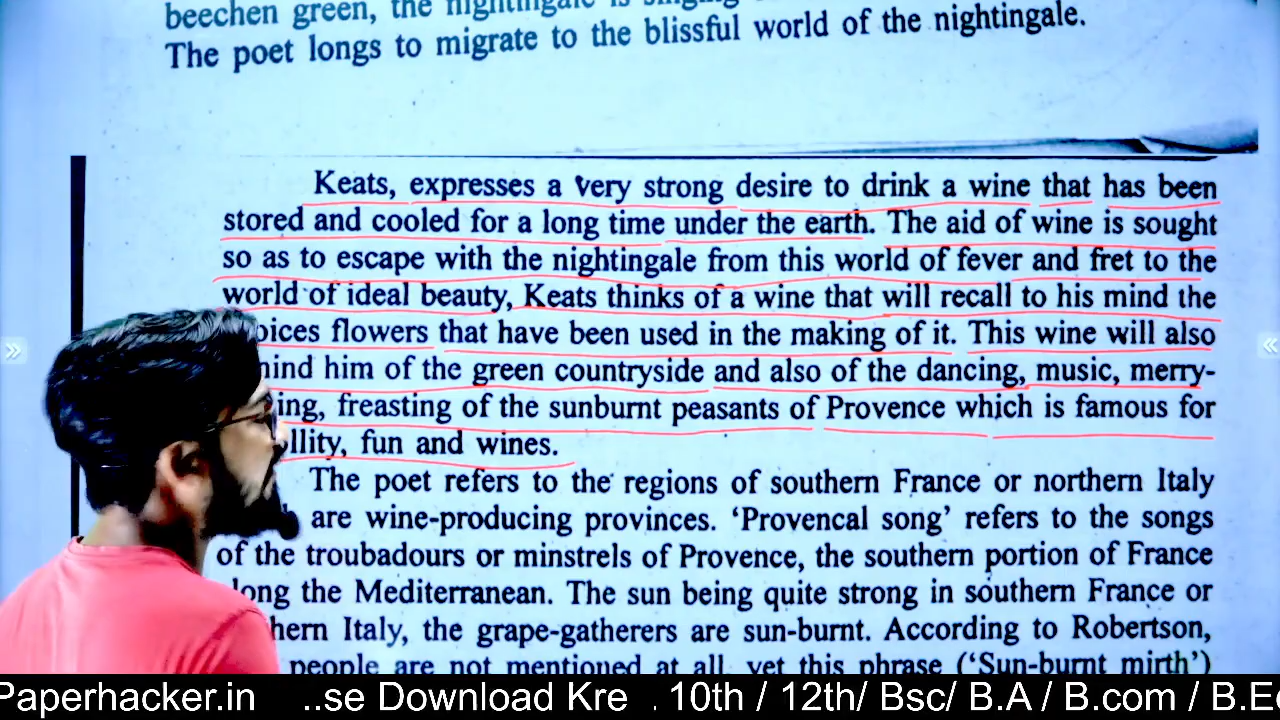 beechen green, the nightingale is singing
The poet longs to migrate to the blissful world of the nightingale.
Keats, expresses a very strong desire to drink a wine that has been
stored and cooled for a long time under the earth. The aid of wine is sought
so as to escape with the nightingale from this world of fever and fret to the
world of ideal beauty, Keats thinks of a wine that will recall to his mind the
oices flowers that have been used in the making of it. This wine will also
mind him of the green countryside and also of the dancing, music, merry-
ing, freasting of the sunburnt peasants of Provence which is famous for
llity, fun and wines.
The poet refers to the regions of southern France or northern Italy
are wine-producing provinces. ‘Provencal song’ refers to the songs
of the troubadours or minstrels of Provence, the southern portion of France
long the Mediterranean. The sun being quite strong in southern France or
hern Italy, the grape-gatherers are sun-burnt. According to Robertson,
people are not mentioned at all, yet this phrase (‘Sun-burnt mirth’)
Paperhacker.in ..se Download Kre . 10th / 12th/ Bsc/ B.A / B.com / B.Ed